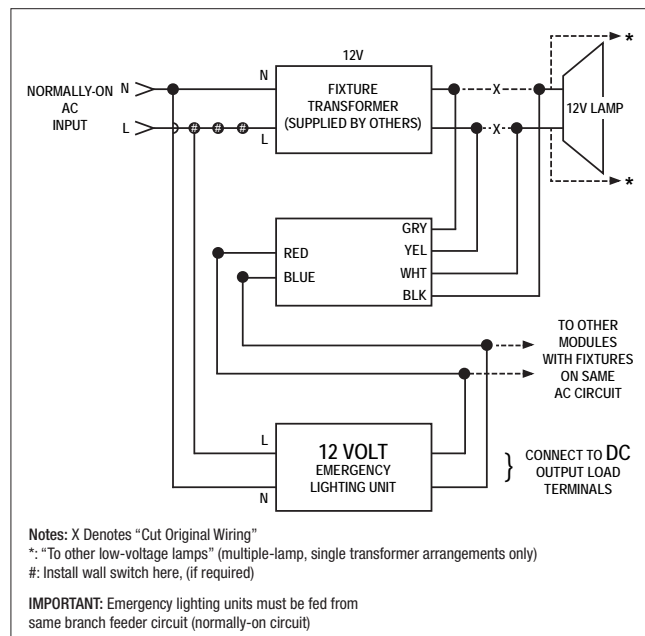 12V
NORMALLY-ON
AC
INPUT
N
L
N
L
FIXTURE
TRANSFORMER
(SUPPLIED BY OTHERS)
X
X
*
12V LAMP
*
#
#
#
RED
BLUE
GRY
YEL
WHT
BLK
TO OTHER
MODULES
WITH FIXTURES
ON SAME
AC CIRCUIT
L
N
12 VOLT
EMERGENCY
LIGHTING UNIT
} CONNECT TO DC
OUTPUT LOAD
TERMINALS
Notes: X Denotes “Cut Original Wiring”
*: “To other low-voltage lamps” (multiple-lamp, single transformer arrangements only)
#: Install wall switch here, (if required)
IMPORTANT: Emergency lighting units must be fed from
same branch feeder circuit (normally-on circuit)